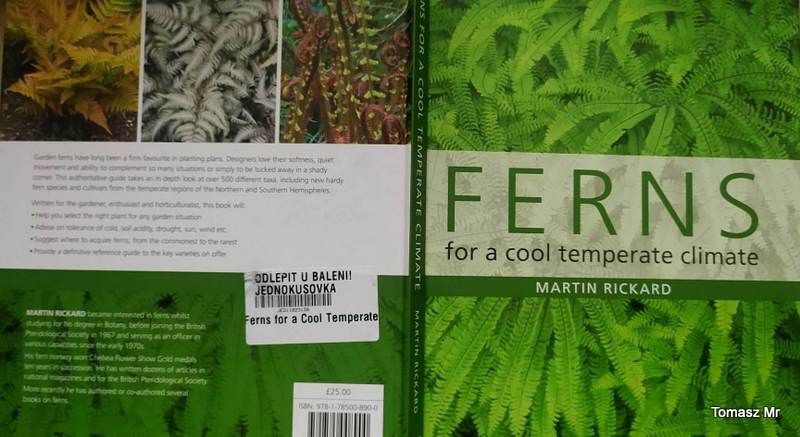 Garden ferns have long been a firm favourite in planting plans. Designers love their softness, quiet
movement and ability to complement so many situations or simply to be tucked away in a shady
corner. This authoritative guide takes an in depth look at over 500 different taxa, including new hardy
fern species and cultivars from the temperate regions of the Northern and Southern Hemispheres.
Written for the gardener, enthusiast and horticulturalist, this book will:
• Help you select the right plant for any garden situation
• Advise on tolerance of cold, soil acidity, drought, sun, wind etc.
• Suggest where to acquire ferns, from the commonest to the rarest
• Provide a definitive reference guide to the key varieties on offer
MARTIN RICKARD became interested in ferns whilst
studying for his degree in Botany, before joining the British
Pteridological Society in 1967 and serving as an officer in
various capacities since the early 1970s.
His fern nursery won Chelsea Flower Show Gold medals
ten years in succession. He has written dozens of articles in
national magazines and for the British Pteridological Society.
More recently he has authored or co-authored several
books on ferns.
ODLEPIT U BALENI!
JEDNOKUSOVKA
Ferns for a Cool Temperate
£25.00
ISBN: 978-1-78500-890-0
NS FOR A COOL TEMPERATE CLIMATE MARTIN RICKARD
FERNS
for a cool temperate climate
MARTIN RICKARD
Tomasz Mr